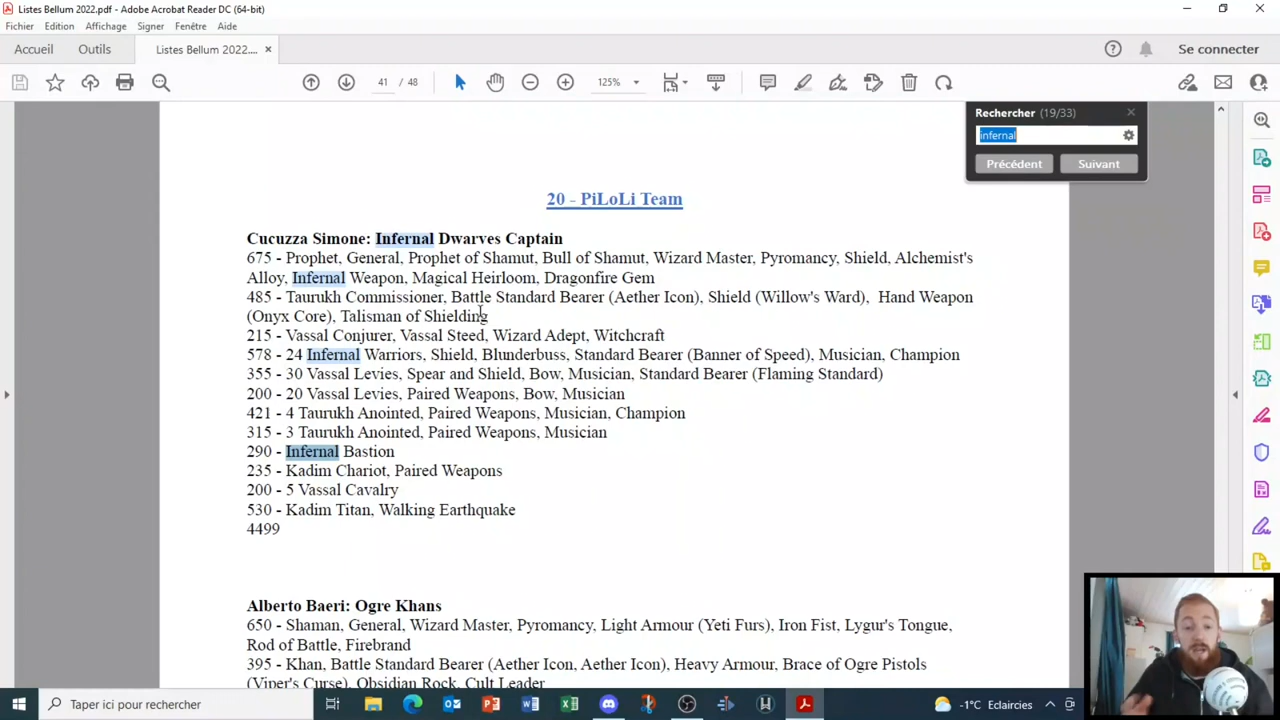 Listes Bellum 2022.pdf - Adobe Acrobat Reader DC (64-bit)
Fichier Edition Affichage Signer Fenêtre Aide
Accueil Outils Listes Bellum 2022.... × Se connecter
41 / 48 125%
Rechercher (19/33)
infernal
Précédent Suivant
20 - PiLoLi Team
Cucuzza Simone: Infernal Dwarves Captain
675 - Prophet, General, Prophet of Shamut, Bull of Shamut, Wizard Master, Pyromancy, Shield, Alchemist's
Alloy, Infernal Weapon, Magical Heirloom, Dragonfire Gem
485 - Taurukh Commissioner, Battle Standard Bearer (Aether Icon), Shield (Willow's Ward), Hand Weapon
(Onyx Core), Talisman of Shielding
215 - Vassal Conjurer, Vassal Steed, Wizard Adept, Witchcraft
578 - 24 Infernal Warriors, Shield, Blunderbuss, Standard Bearer (Banner of Speed), Musician, Champion
355 - 30 Vassal Levies, Spear and Shield, Bow, Musician, Standard Bearer (Flaming Standard)
200 - 20 Vassal Levies, Paired Weapons, Bow, Musician
421 - 4 Taurukh Anointed, Paired Weapons, Musician, Champion
315 - 3 Taurukh Anointed, Paired Weapons, Musician
290 - Infernal Bastion
235 - Kadim Chariot, Paired Weapons
200 - 5 Vassal Cavalry
530 - Kadim Titan, Walking Earthquake
4499
Alberto Baeri: Ogre Khans
650 - Shaman, General, Wizard Master, Pyromancy, Light Armour (Yeti Furs), Iron Fist, Lygur's Tongue,
Rod of Battle, Firebrand
395 - Khan, Battle Standard Bearer (Aether Icon, Aether Icon), Heavy Armour, Brace of Ogre Pistols
(Viper's Curse), Obsidian Rock, Cult Leader
Taper ici pour rechercher
-1°C Eclaircies